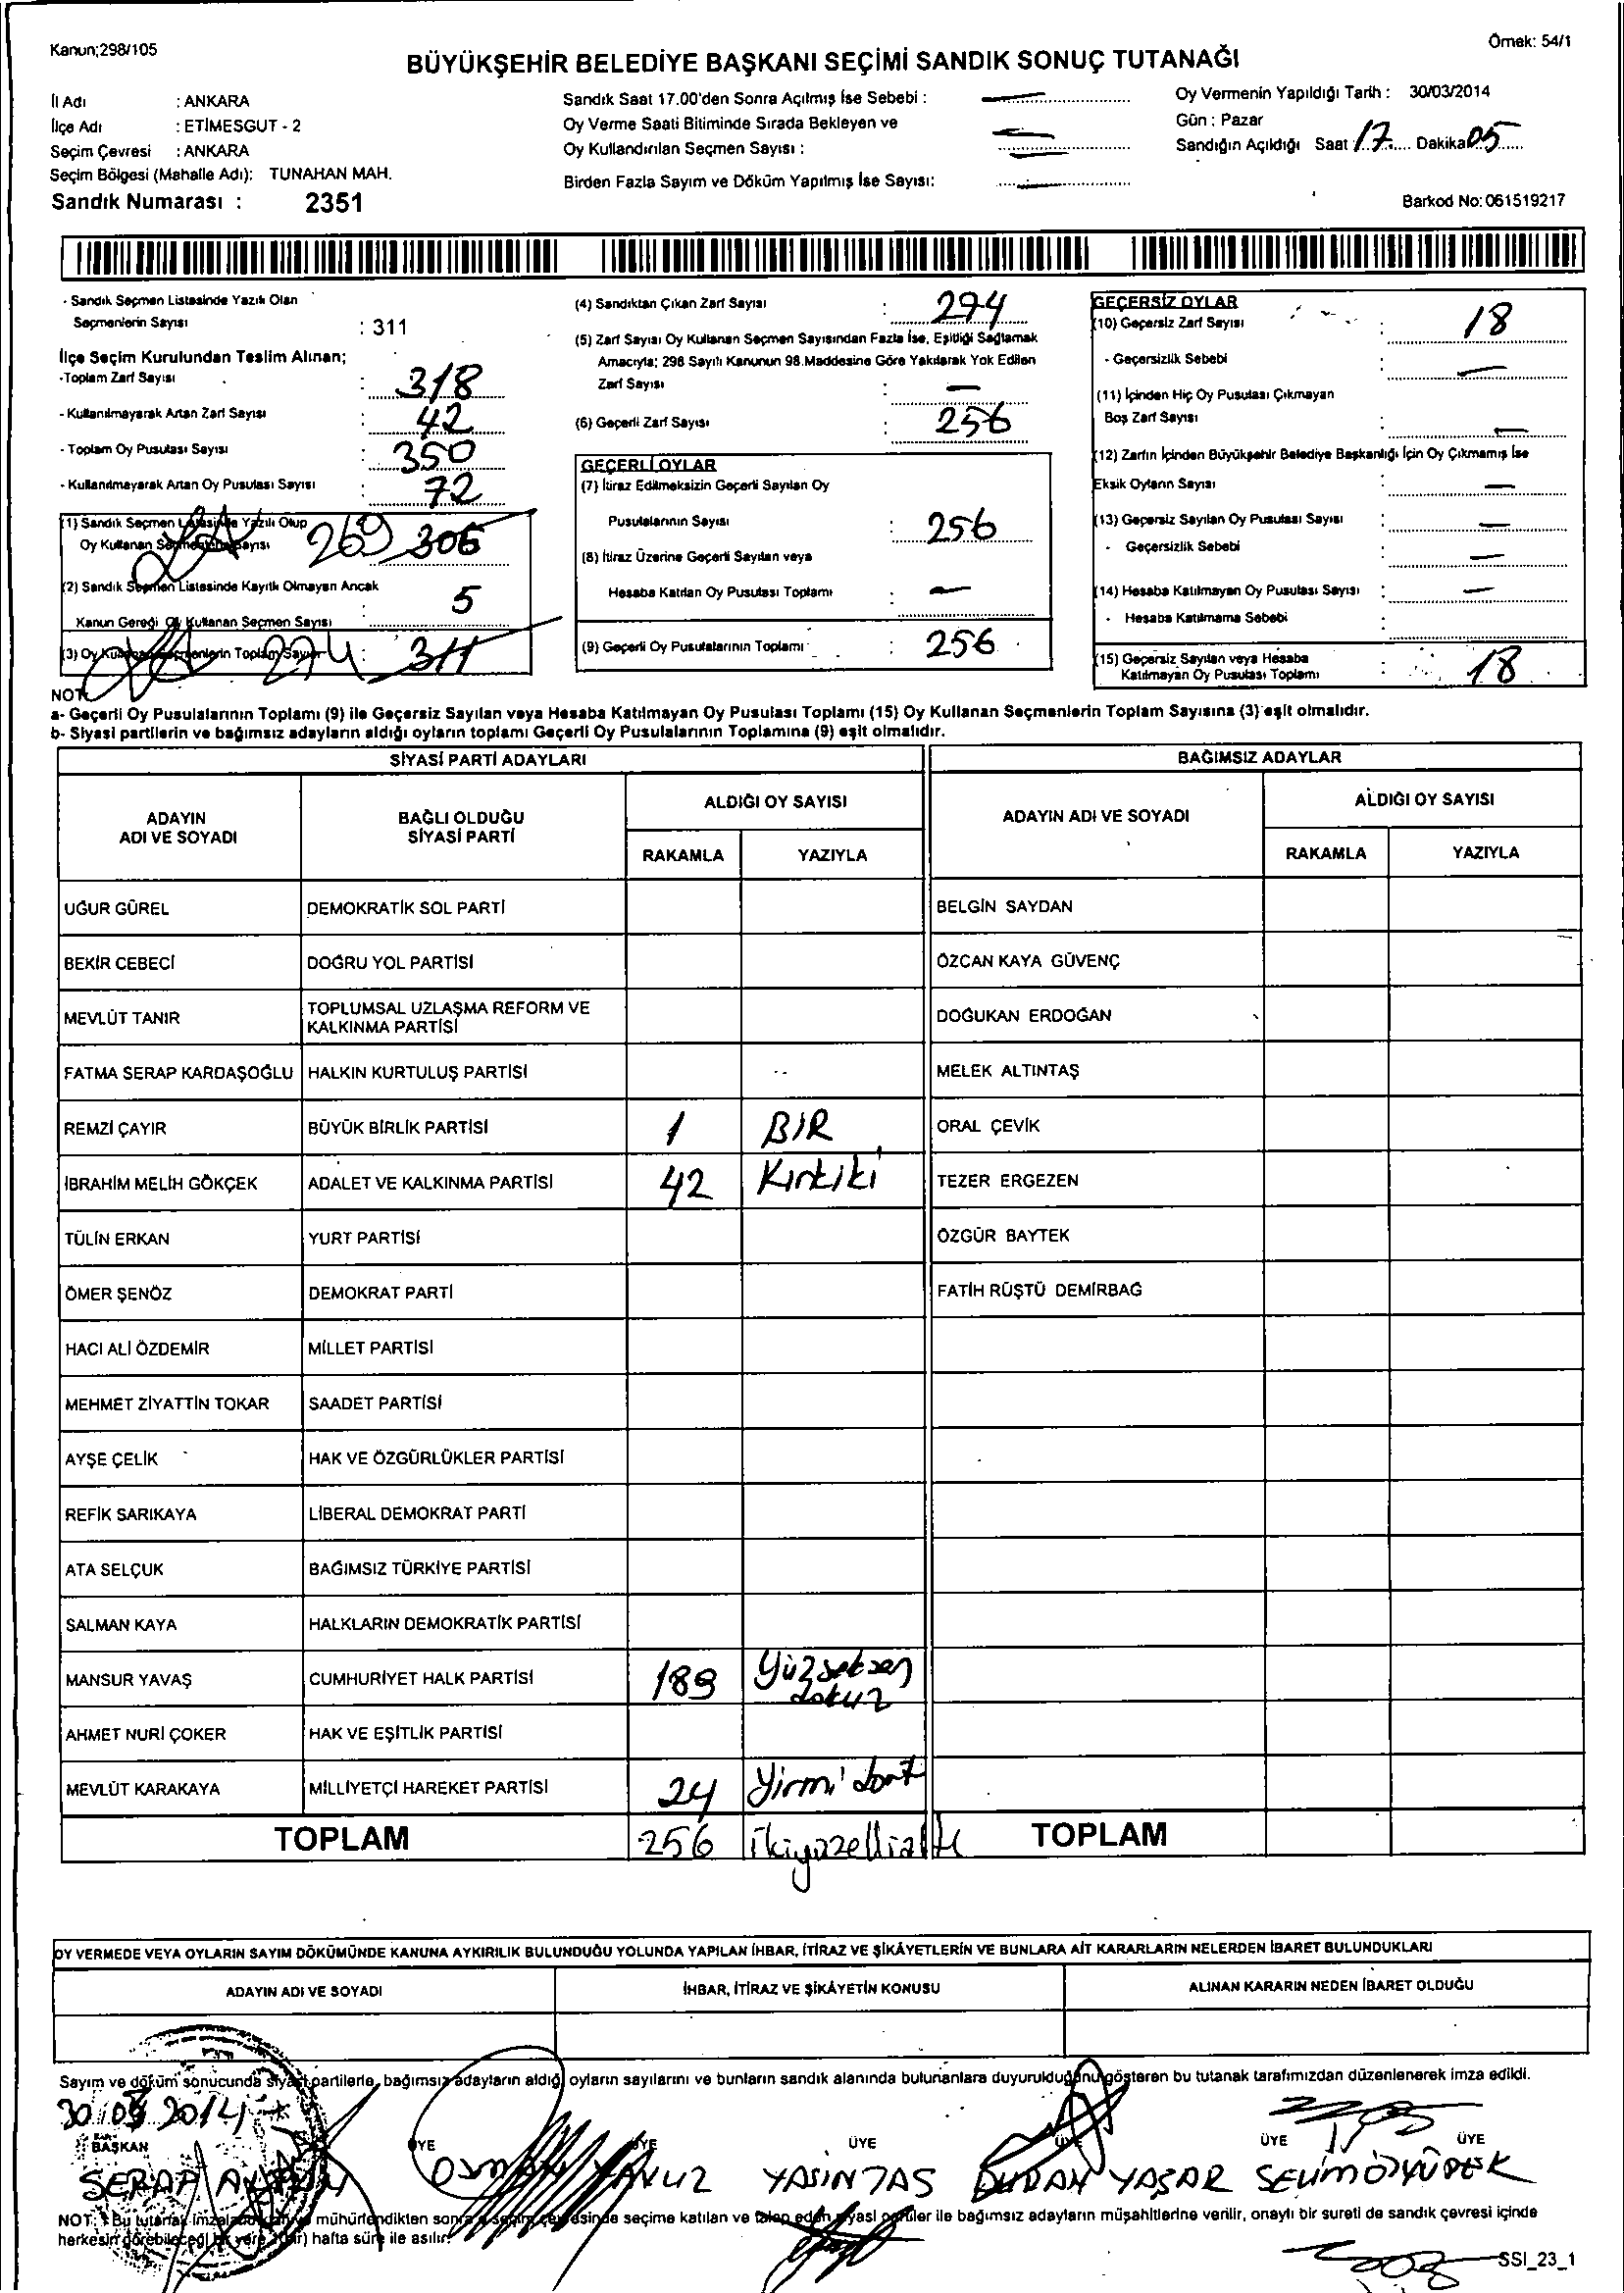 Kanun;298/105
Örnek: 54/1
BÜYÜKŞEHİR BELEDİYE BAŞKANI SEÇİMİ SANDIK SONUÇ TUTANAĞI
İl Adı : ANKARA
İlçe Adı : ETİMESGUT - 2
Seçim Çevresi : ANKARA
Seçim Bölgesi (Mahalle Adı): TUNAHAN MAH.
Sandık Numarası : 2351
Sandık Saat 17.00'den Sonra Açılmış İse Sebebi :
Oy Verme Saati Bitiminde Sırada Bekleyen ve
Oy Kullandırılan Seçmen Sayısı :
Birden Fazla Sayım ve Döküm Yapılmış İse Sayısı:
Oy Vermenin Yapıldığı Tarih : 30/03/2014
Gün : Pazar
Sandığın Açıldığı Saat 17 Dakika 05
Barkod No: 061519217
- Sandık Seçmen Listesinde Yazılı Olan
Seçmenlerin Sayısı : 311
İlçe Seçim Kurulundan Teslim Alınan;
-Toplam Zarf Sayısı : 318
- Kullanılmayarak Artan Zarf Sayısı : 42
- Toplam Oy Pusulası Sayısı : 350
- Kullanılmayarak Artan Oy Pusulası Sayısı : 72
(1) Sandık Seçmen Listesinde Yazılı Olup
Oy Kullanan Seçmenlerin Sayısı 269 306
(2) Sandık Seçmen Listesinde Kayıtlı Olmayan Ancak
Kanun Gereği Oy Kullanan Seçmen Sayısı : 5
(3) Oy Kullanan Seçmenlerin Toplam Sayısı : 274 311
(4) Sandıktan Çıkan Zarf Sayısı : 274
(5) Zarf Sayısı Oy Kullanan Seçmen Sayısından Fazla İse, Eşitliği Sağlamak
Amacıyla; 298 Sayılı Kanunun 98.Maddesine Göre Yakılarak Yok Edilen
Zarf Sayısı : —
(6) Geçerli Zarf Sayısı : 256
GEÇERLİ OYLAR
(7) İtiraz Edilmeksizin Geçerli Sayılan Oy
Pusulalarının Sayısı : 256
(8) İtiraz Üzerine Geçerli Sayılan veya
Hesaba Katılan Oy Pusulası Toplamı : —
(9) Geçerli Oy Pusulalarının Toplamı : 256
GEÇERSİZ OYLAR
(10) Geçersiz Zarf Sayısı : 18
- Geçersizlik Sebebi —
(11) İçinden Hiç Oy Pusulası Çıkmayan
Boş Zarf Sayısı : —
(12) Zarfın İçinden Büyükşehir Belediye Başkanlığı İçin Oy Çıkmamış İse
Eksik Oyların Sayısı : —
(13) Geçersiz Sayılan Oy Pusulası Sayısı : —
- Geçersizlik Sebebi : —
(14) Hesaba Katılmayan Oy Pusulası Sayısı : —
- Hesaba Katılmama Sebebi :
(15) Geçersiz Sayılan veya Hesaba
Katılmayan Oy Pusulası Toplamı : 18
NOT:
a- Geçerli Oy Pusulalarının Toplamı (9) ile Geçersiz Sayılan veya Hesaba Katılmayan Oy Pusulası Toplamı (15) Oy Kullanan Seçmenlerin Toplam Sayısına (3) eşit olmalıdır.
b- Siyasi partilerin ve bağımsız adayların aldığı oyların toplamı Geçerli Oy Pusulalarının Toplamına (9) eşit olmalıdır.
SİYASİ PARTİ ADAYLARI BAĞIMSIZ ADAYLAR
ADAYIN
ADI VE SOYADI
BAĞLI OLDUĞU
SİYASİ PARTİ
ALDIĞI OY SAYISI
RAKAMLA YAZIYLA
ADAYIN ADI VE SOYADI
ALDIĞI OY SAYISI
RAKAMLA YAZIYLA
UĞUR GÜREL DEMOKRATİK SOL PARTİ BELGİN SAYDAN
BEKİR CEBECİ DOĞRU YOL PARTİSİ ÖZCAN KAYA GÜVENÇ
MEVLÜT TANIR TOPLUMSAL UZLAŞMA REFORM VE
KALKINMA PARTİSİ DOĞUKAN ERDOĞAN
FATMA SERAP KARDAŞOĞLU HALKIN KURTULUŞ PARTİSİ MELEK ALTINTAŞ
REMZİ ÇAYIR BÜYÜK BİRLİK PARTİSİ 1 BİR ORAL ÇEVİK
İBRAHİM MELİH GÖKÇEK ADALET VE KALKINMA PARTİSİ 42 Kırkiki TEZER ERGEZEN
TÜLİN ERKAN YURT PARTİSİ ÖZGÜR BAYTEK
ÖMER ŞENÖZ DEMOKRAT PARTİ FATİH RÜŞTÜ DEMİRBAĞ
HACI ALİ ÖZDEMİR MİLLET PARTİSİ
MEHMET ZİYATTİN TOKAR SAADET PARTİSİ
AYŞE ÇELİK HAK VE ÖZGÜRLÜKLER PARTİSİ
REFİK SARIKAYA LİBERAL DEMOKRAT PARTİ
ATA SELÇUK BAĞIMSIZ TÜRKİYE PARTİSİ
SALMAN KAYA HALKLARIN DEMOKRATİK PARTİSİ
MANSUR YAVAŞ CUMHURİYET HALK PARTİSİ 189 Yüzseksen
dokuz
AHMET NURİ ÇOKER HAK VE EŞİTLİK PARTİSİ
MEVLÜT KARAKAYA MİLLİYETÇİ HAREKET PARTİSİ 24 Yirmi dört
TOPLAM 256 İkiyüzellialtı TOPLAM
OY VERMEDE VEYA OYLARIN SAYIM DÖKÜMÜNDE KANUNA AYKIRILIK BULUNDUĞU YOLUNDA YAPILAN İHBAR, İTİRAZ VE ŞİKÂYETLERİN VE BUNLARA AİT KARARLARIN NELERDEN İBARET BULUNDUKLARI
ADAYIN ADI VE SOYADI İHBAR, İTİRAZ VE ŞİKÂYETİN KONUSU ALINAN KARARIN NEDEN İBARET OLDUĞU
Sayım ve döküm sonucunda siyasi partilerle, bağımsız adayların aldığı oyların sayılarını ve bunların sandık alanında bulunanlara duyurulduğunu gösteren bu tutanak tarafımızdan düzenlenerek imza edildi.
30/03/2014
BAŞKAN ÜYE ÜYE ÜYE ÜYE ÜYE ÜYE
SERAP OSMAN YAVUZ YASIN TAS DURAN YAŞAR SELİM
NOT: Bu tutanak imzalanıp mühürlendikten sonra seçim çevresinde seçime katılan ve talep eden siyasi partiler ile bağımsız adayların müşahitlerine verilir, onaylı bir sureti de sandık çevresi içinde
herkesin görebileceği bir yere (bir) hafta süre ile asılır.
SSI_23_1